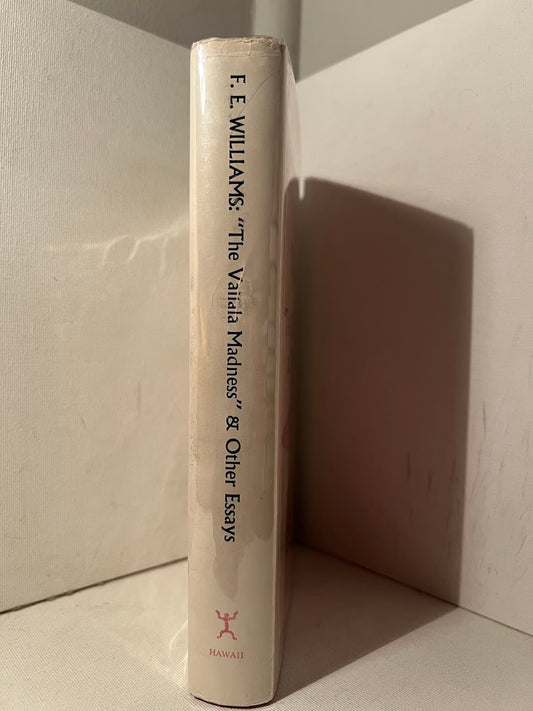 F. E. WILLIAMS: "The Vailala Madness" & Other Essays
HAWAII